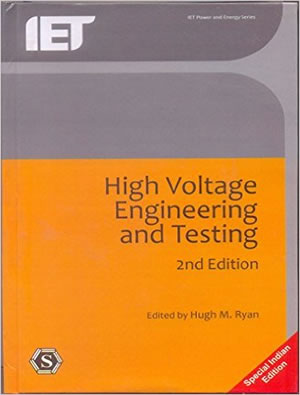 IET
IET Power and Energy Series
High Voltage
Engineering
and Testing
2nd Edition
Edited by Hugh M. Ryan
S
Special Indian
Edition